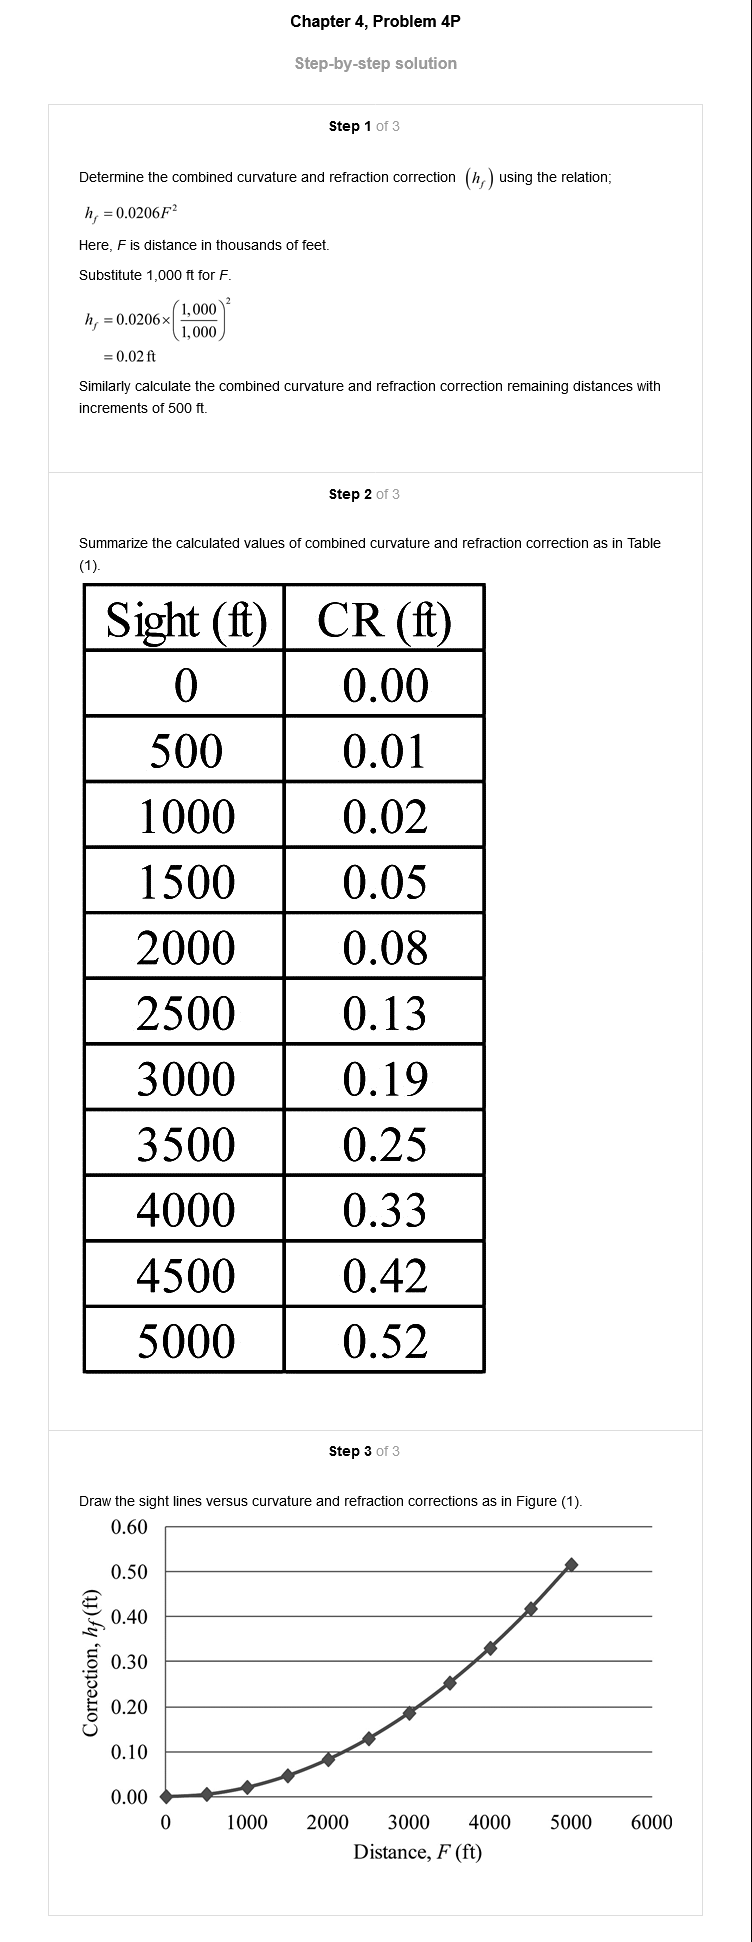 Chapter 4, Problem 4P
Step-by-step solution
Step 1 of 3
Determine the combined curvature and refraction correction (h_f) using the relation;
h_f = 0.0206F²
Here, F is distance in thousands of feet.
Substitute 1,000 ft for F.
h_f = 0.0206×(1,000/1,000)²
= 0.02 ft
Similarly calculate the combined curvature and refraction correction remaining distances with
increments of 500 ft.
Step 2 of 3
Summarize the calculated values of combined curvature and refraction correction as in Table
(1).
Sight (ft) CR (ft)
0 0.00
500 0.01
1000 0.02
1500 0.05
2000 0.08
2500 0.13
3000 0.19
3500 0.25
4000 0.33
4500 0.42
5000 0.52
Step 3 of 3
Draw the sight lines versus curvature and refraction corrections as in Figure (1).
Correction, h_f (ft)
0.60
0.50
0.40
0.30
0.20
0.10
0.00
0 1000 2000 3000 4000 5000 6000
Distance, F (ft)